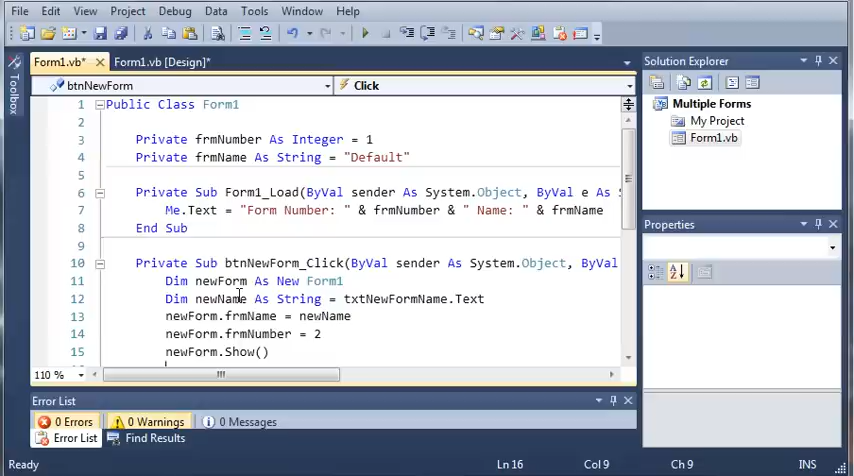 File Edit View Project Debug Data Tools Window Help
Form1.vb* Form1.vb [Design]*
Toolbox
btnNewForm Click
1 Public Class Form1
2
3 Private frmNumber As Integer = 1
4 Private frmName As String = "Default"
5
6 Private Sub Form1_Load(ByVal sender As System.Object, ByVal e As S
7 Me.Text = "Form Number: " & frmNumber & " Name: " & frmName
8 End Sub
9
10 Private Sub btnNewForm_Click(ByVal sender As System.Object, ByVal
11 Dim newForm As New Form1
12 Dim newName As String = txtNewFormName.Text
13 newForm.frmName = newName
14 newForm.frmNumber = 2
15 newForm.Show()
110 %
Solution Explorer
Multiple Forms
My Project
Form1.vb
Properties
Error List
0 Errors 0 Warnings 0 Messages
Error List Find Results
Ready Ln 16 Col 9 Ch 9 INS